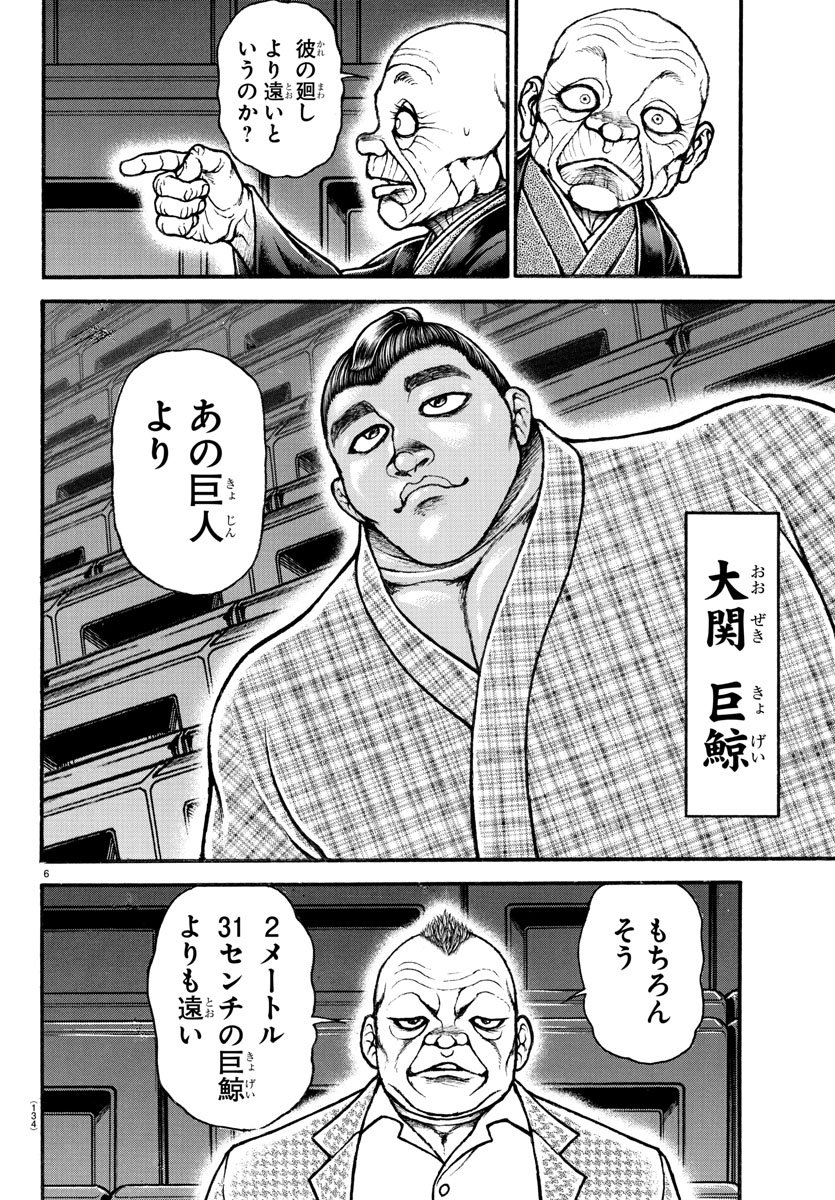 彼の廻し
より遠いと
いうのか?
あの巨人
より
大関 巨鯨
もちろん
そう
2メートル
31センチの巨鯨
よりも遠い
6
(134)